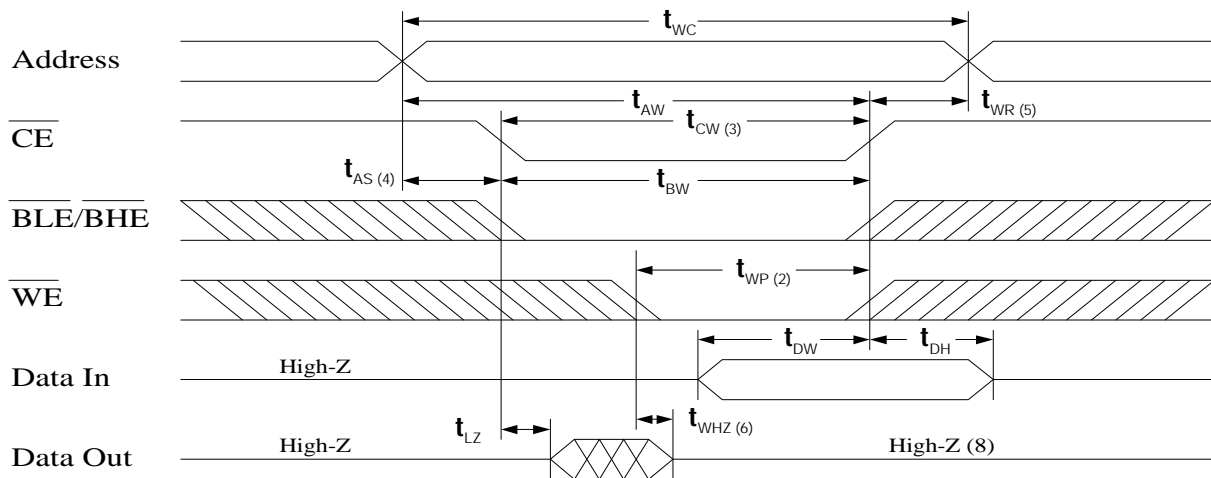 tWC
Address
tAW
tWR (5)
CE
tCW (3)
tAS (4)
tBW
BLE/BHE
tWP (2)
WE
tDW
tDH
Data In
High-Z
tLZ
tWHZ (6)
Data Out
High-Z
High-Z (8)